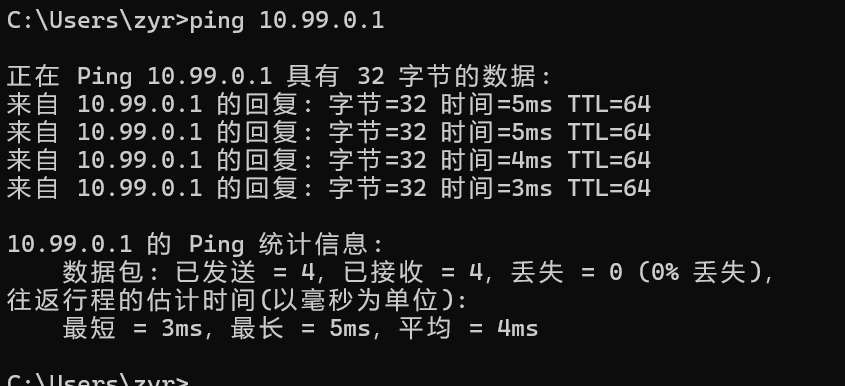 C:\Users\zyr>ping 10.99.0.1
正在 Ping 10.99.0.1 具有 32 字节的数据:
来自 10.99.0.1 的回复: 字节=32 时间=5ms TTL=64
来自 10.99.0.1 的回复: 字节=32 时间=5ms TTL=64
来自 10.99.0.1 的回复: 字节=32 时间=4ms TTL=64
来自 10.99.0.1 的回复: 字节=32 时间=3ms TTL=64
10.99.0.1 的 Ping 统计信息:
    数据包: 已发送 = 4, 已接收 = 4, 丢失 = 0 (0% 丢失),
往返行程的估计时间(以毫秒为单位):
    最短 = 3ms, 最长 = 5ms, 平均 = 4ms
C:\Users\zyr>